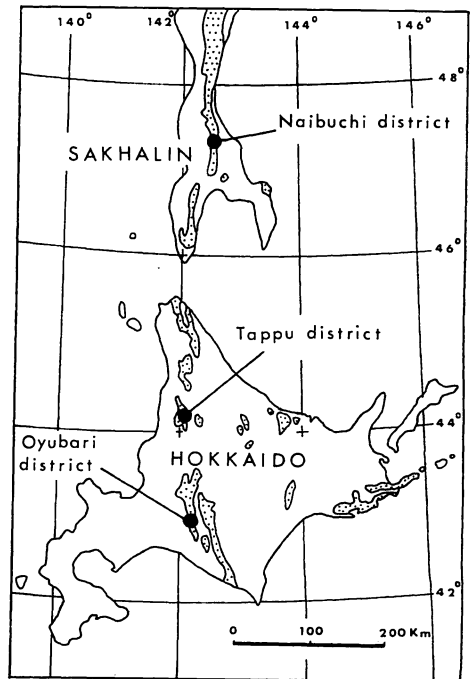 140° 142° 144° 146°
48°
Naibuchi district
SAKHALIN
46°
Tappu district
44°
Oyubari
district
HOKKAIDO
42°
0 100 200 Km